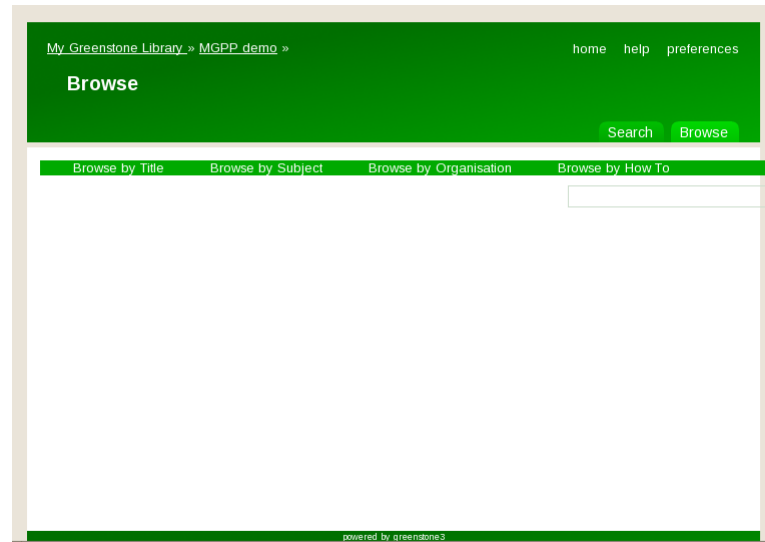 My Greenstone Library » MGPP demo »
home help preferences
Browse
Search Browse
Browse by Title Browse by Subject Browse by Organisation Browse by How To
powered by greenstone3